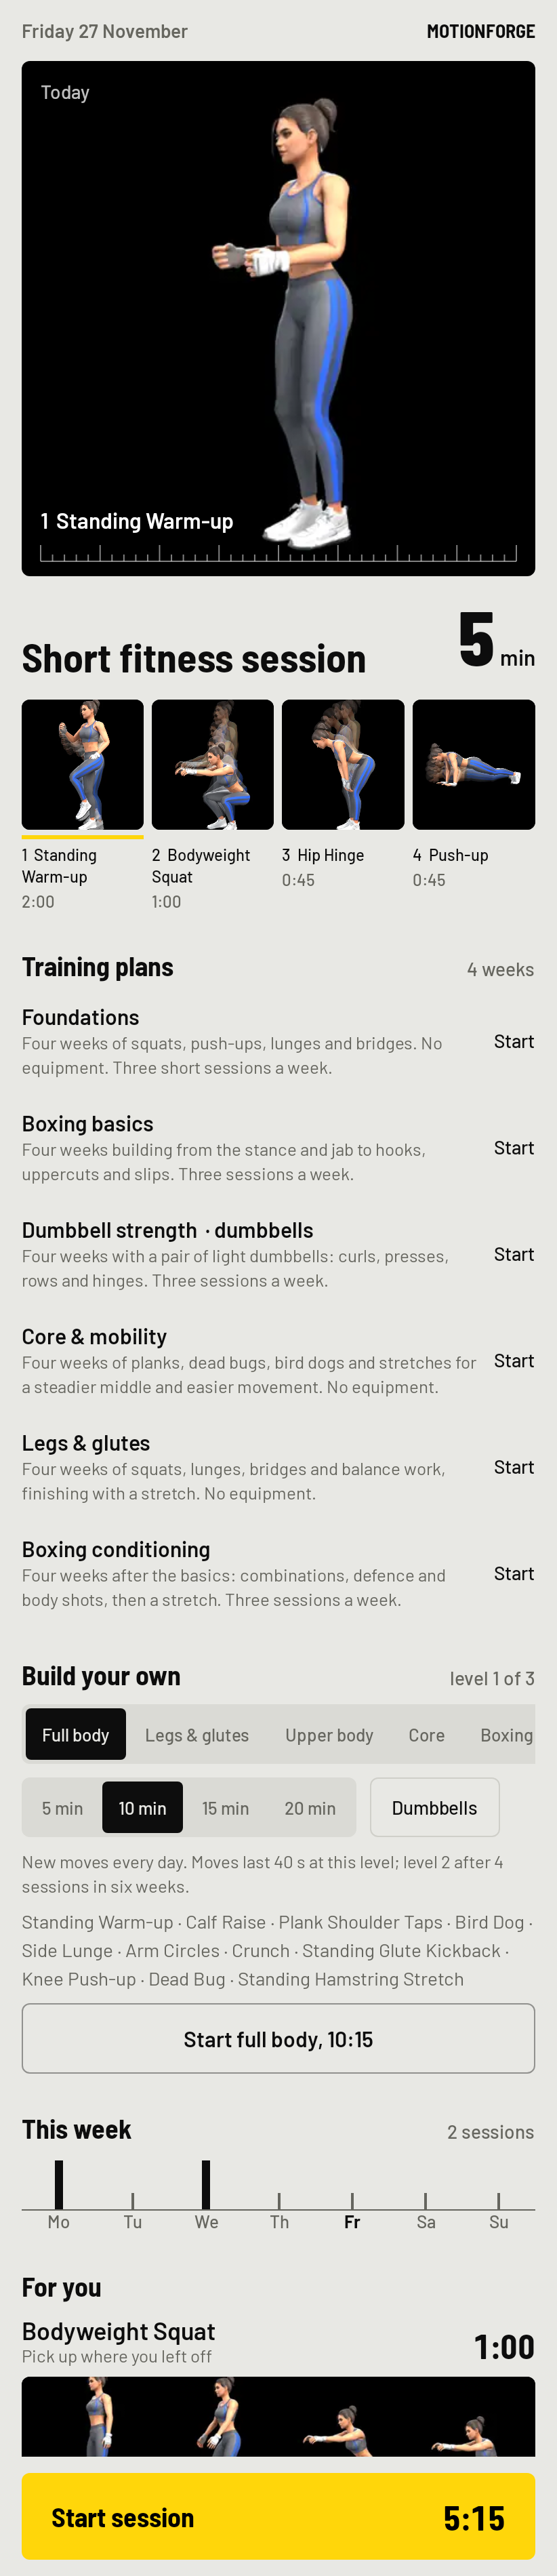 Friday 27 November
MOTIONFORGE
Today
1 Standing Warm-up
Short fitness session
5 min
1 Standing
Warm-up
2:00
2 Bodyweight
Squat
1:00
3 Hip Hinge
0:45
4 Push-up
0:45
Training plans
4 weeks
Foundations
Four weeks of squats, push-ups, lunges and bridges. No
equipment. Three short sessions a week.
Start
Boxing basics
Four weeks building from the stance and jab to hooks,
uppercuts and slips. Three sessions a week.
Start
Dumbbell strength · dumbbells
Four weeks with a pair of light dumbbells: curls, presses,
rows and hinges. Three sessions a week.
Start
Core & mobility
Four weeks of planks, dead bugs, bird dogs and stretches for
a steadier middle and easier movement. No equipment.
Start
Legs & glutes
Four weeks of squats, lunges, bridges and balance work,
finishing with a stretch. No equipment.
Start
Boxing conditioning
Four weeks after the basics: combinations, defence and
body shots, then a stretch. Three sessions a week.
Start
Build your own
level 1 of 3
Full body Legs & glutes Upper body Core Boxing
5 min 10 min 15 min 20 min Dumbbells
New moves every day. Moves last 40 s at this level; level 2 after 4
sessions in six weeks.
Standing Warm-up · Calf Raise · Plank Shoulder Taps · Bird Dog ·
Side Lunge · Arm Circles · Crunch · Standing Glute Kickback ·
Knee Push-up · Dead Bug · Standing Hamstring Stretch
Start full body, 10:15
This week
2 sessions
Mo Tu We Th Fr Sa Su
For you
Bodyweight Squat
Pick up where you left off
1:00
Start session
5:15